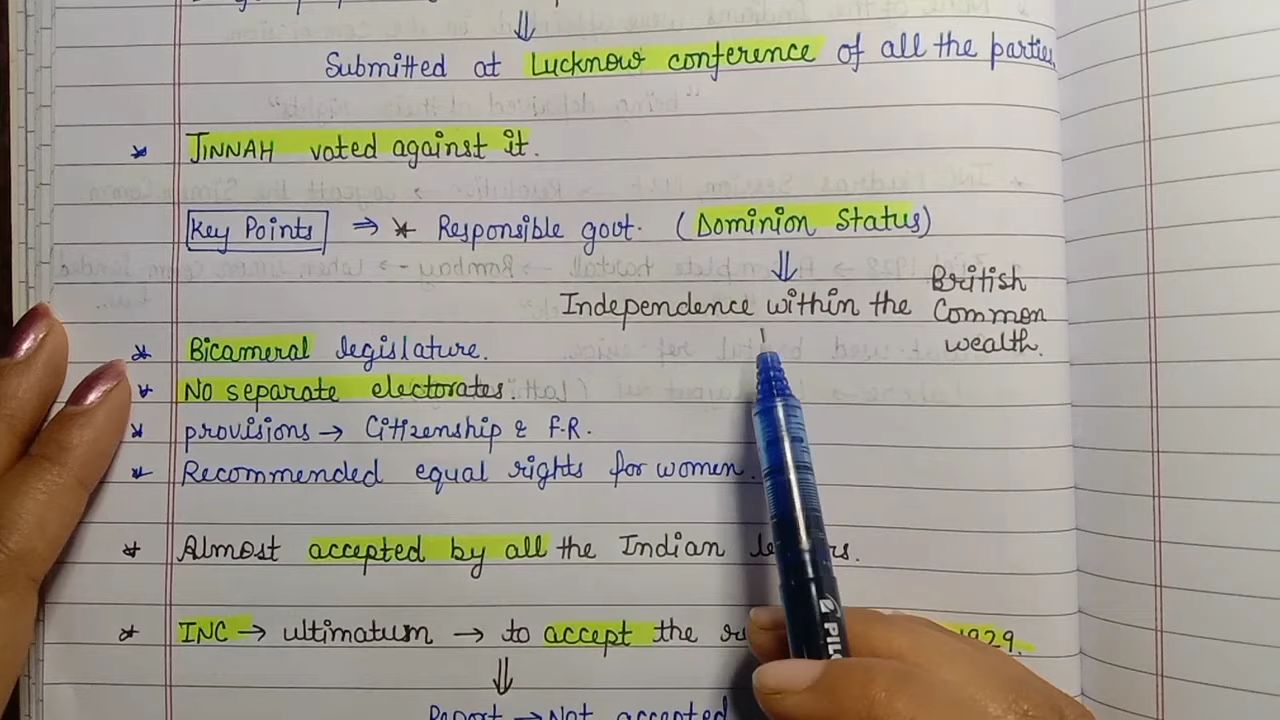 Submitted at Lucknow conference of all the parties.
* JINNAH voted against it.
Key Points ⇒ * Responsible govt. (Dominion Status)
⇓
Independence within the British Common wealth.
* Bicameral legislature.
* No separate electorates.
* provisions → Citizenship & F.R.
* Recommended equal rights for women.
* Almost accepted by all the Indian
* INC → ultimatum → to accept the 1929.
⇓
Report → Not accepted